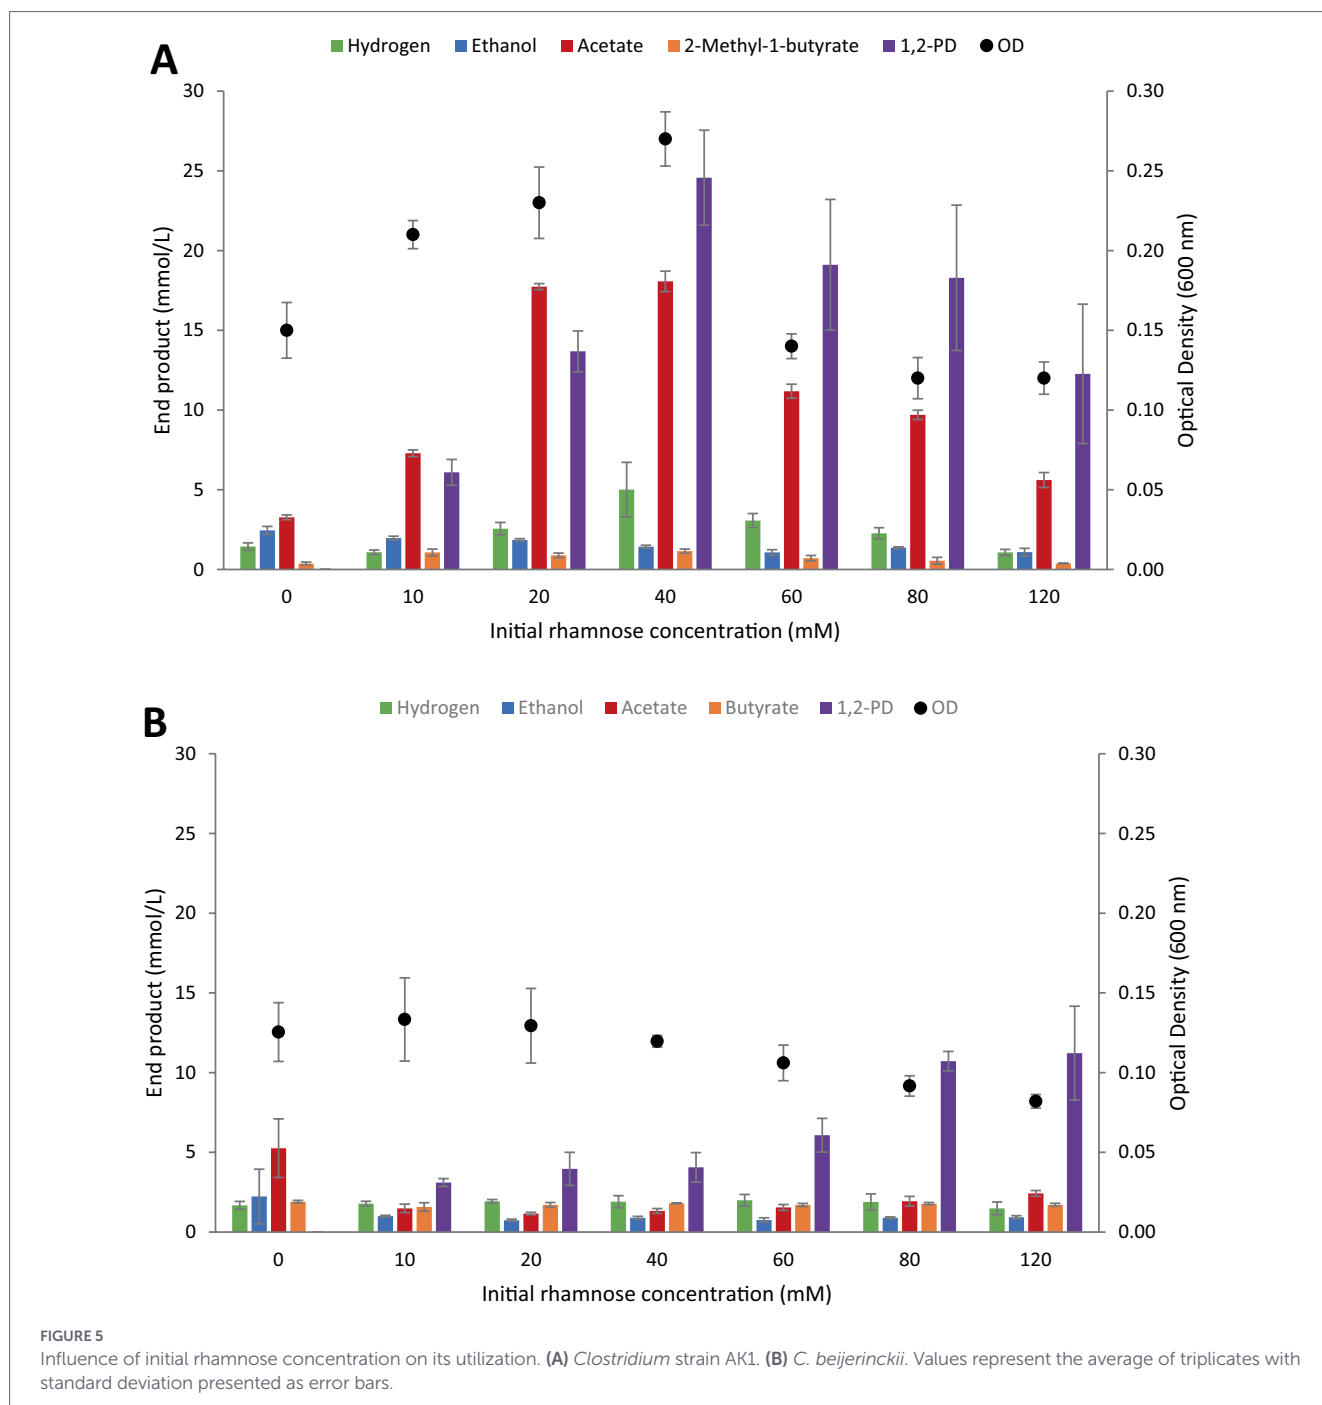 A
Hydrogen Ethanol Acetate 2-Methyl-1-butyrate 1,2-PD OD
30 0.30
25 0.25
20 0.20
15 0.15
10 0.10
5 0.05
0 0.00
End product (mmol/L)
Optical Density (600 nm)
0 10 20 40 60 80 120
Initial rhamnose concentration (mM)
B
Hydrogen Ethanol Acetate Butyrate 1,2-PD OD
30 0.30
25 0.25
20 0.20
15 0.15
10 0.10
5 0.05
0 0.00
End product (mmol/L)
Optical Density (600 nm)
0 10 20 40 60 80 120
Initial rhamnose concentration (mM)
FIGURE 5
Influence of initial rhamnose concentration on its utilization. (A) Clostridium strain AK1. (B) C. beijerinckii. Values represent the average of triplicates with
standard deviation presented as error bars.